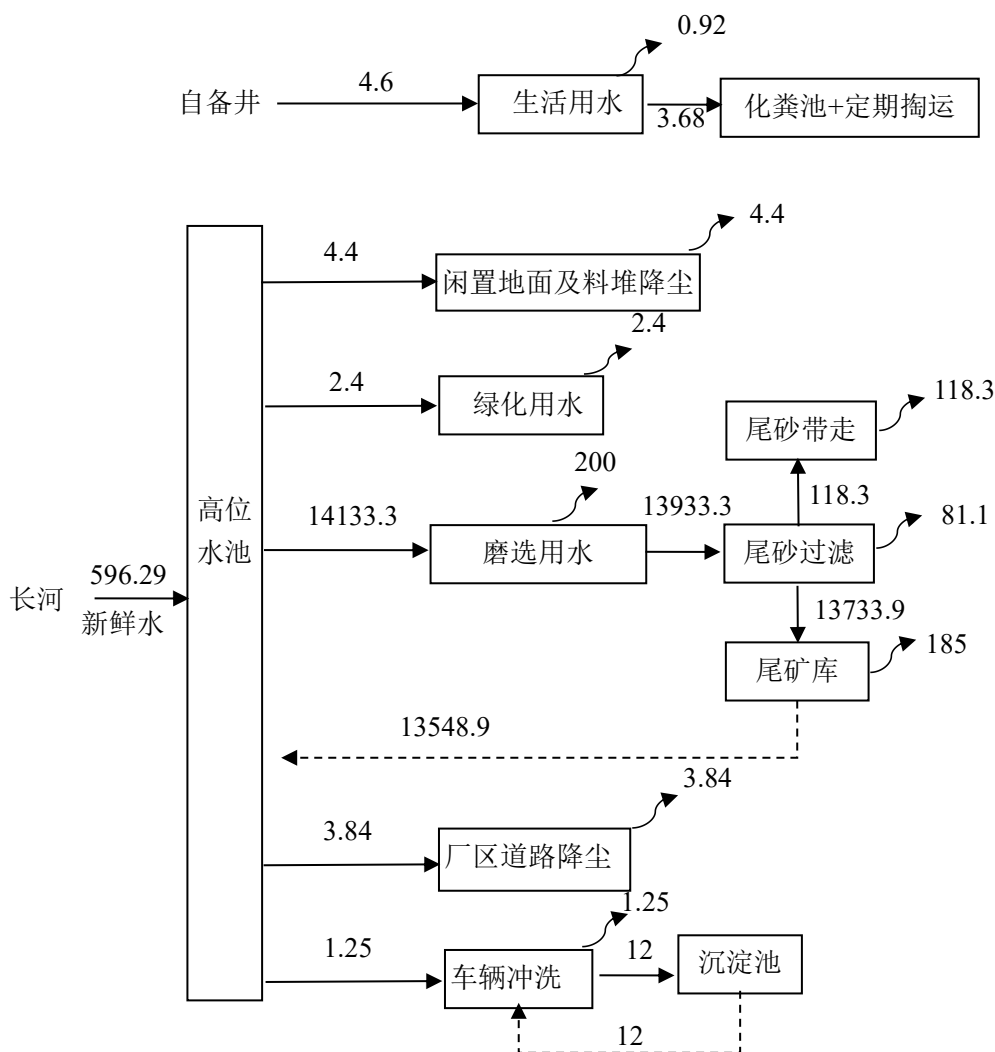 0.92
自备井
4.6
生活用水
3.68
化粪池+定期掏运
4.4
4.4
闲置地面及料堆降尘
2.4
2.4
绿化用水
118.3
尾砂带走
118.3
200
高位
水池
14133.3
磨选用水
13933.3
尾砂过滤
81.1
长河
596.29
新鲜水
13733.9
尾矿库
185
13548.9
3.84
3.84
厂区道路降尘
1.25
1.25
车辆冲洗
12
沉淀池
12